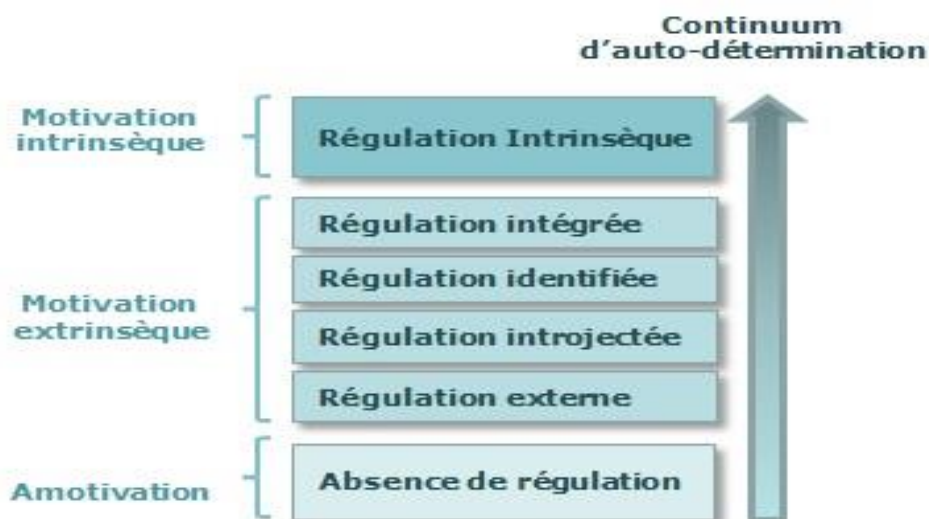 Continuum
d'auto-détermination
Motivation
intrinsèque
Régulation Intrinsèque
Motivation
extrinsèque
Régulation intégrée
Régulation identifiée
Régulation introjectée
Régulation externe
Amotivation
Absence de régulation